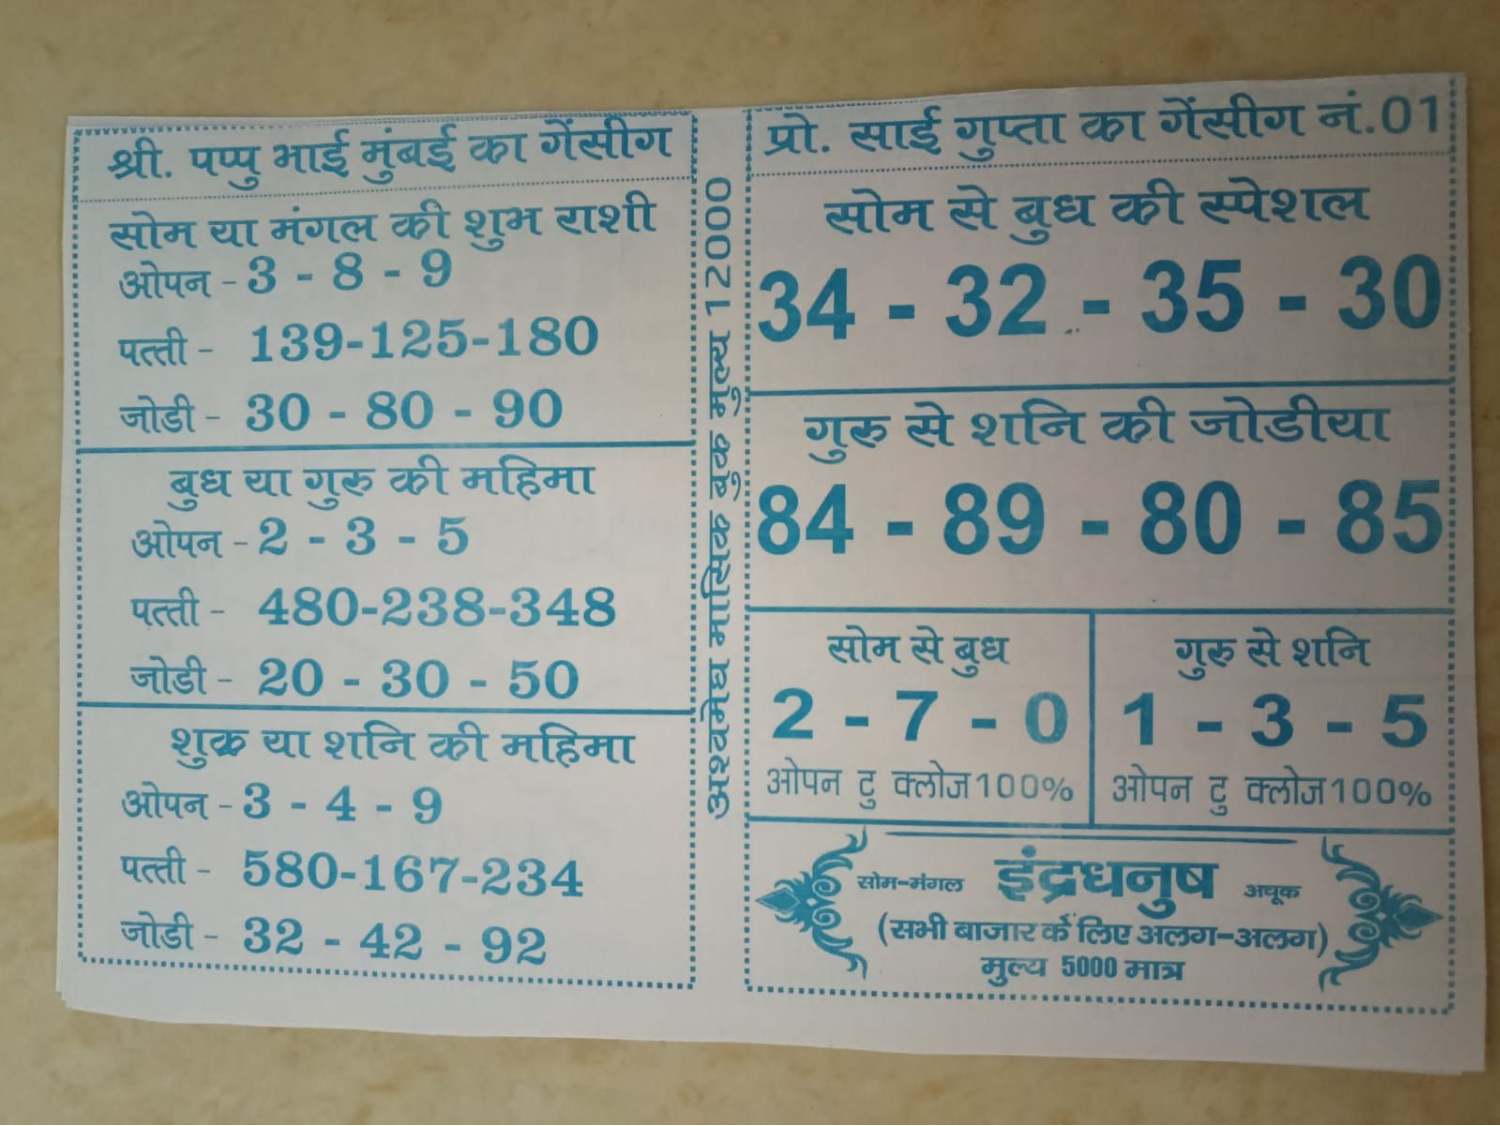 श्री. पप्पु भाई मुंबई का गेंसीग
सोम या मंगल की शुभ राशी
ओपन - 3 - 8 - 9
पत्ती - 139-125-180
जोडी - 30 - 80 - 90
बुध या गुरु की महिमा
ओपन - 2 - 3 - 5
पत्ती - 480-238-348
जोडी - 20 - 30 - 50
शुक्र या शनि की महिमा
ओपन - 3 - 4 - 9
पत्ती - 580-167-234
जोडी - 32 - 42 - 92
अश्वमेघ मासिक बुक मुल्य 12000
प्रो. साई गुप्ता का गेंसीग नं.01
सोम से बुध की स्पेशल
34 - 32 - 35 - 30
गुरु से शनि की जोडीया
84 - 89 - 80 - 85
सोम से बुध
2 - 7 - 0
ओपन टु क्लोज 100%
गुरु से शनि
1 - 3 - 5
ओपन टु क्लोज 100%
सोम-मंगल इंद्रधनुष अचूक
(सभी बाजार के लिए अलग-अलग)
मुल्य 5000 मात्र